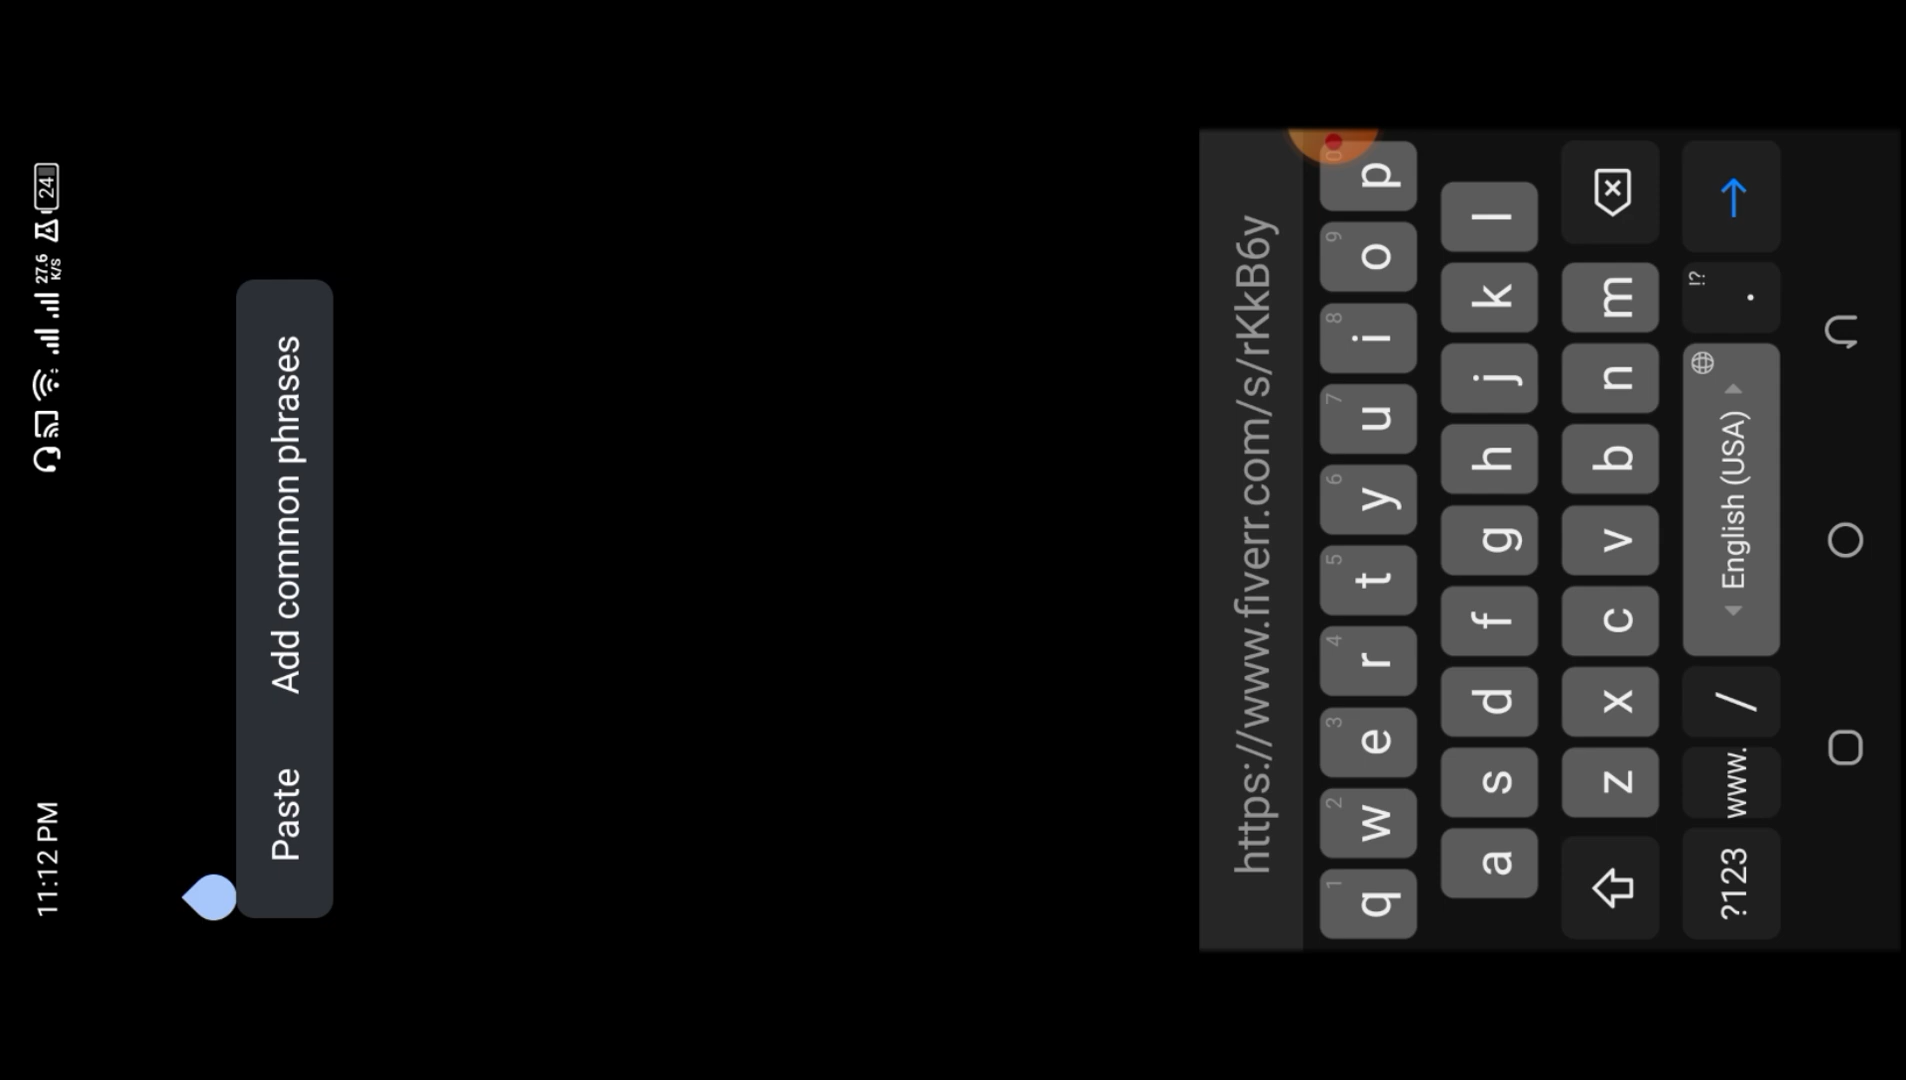 11:12 PM 27.6 K/S 24
Paste Add common phrases
https://www.fiverr.com/s/rKkB6y
1 2 3 4 5 6 7 8 9 0
q w e r t y u i o p
a s d f g h j k l
z x c v b n m
?123 www. / English (USA) . !?